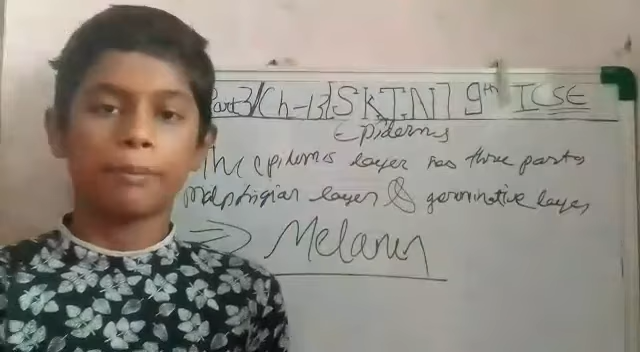 Part 3/Ch-13/SKIN/ 9th ICSE
Epidermis
The epidermis layer has three parts
malphigian layer & germinative layer
⇒ Melanin